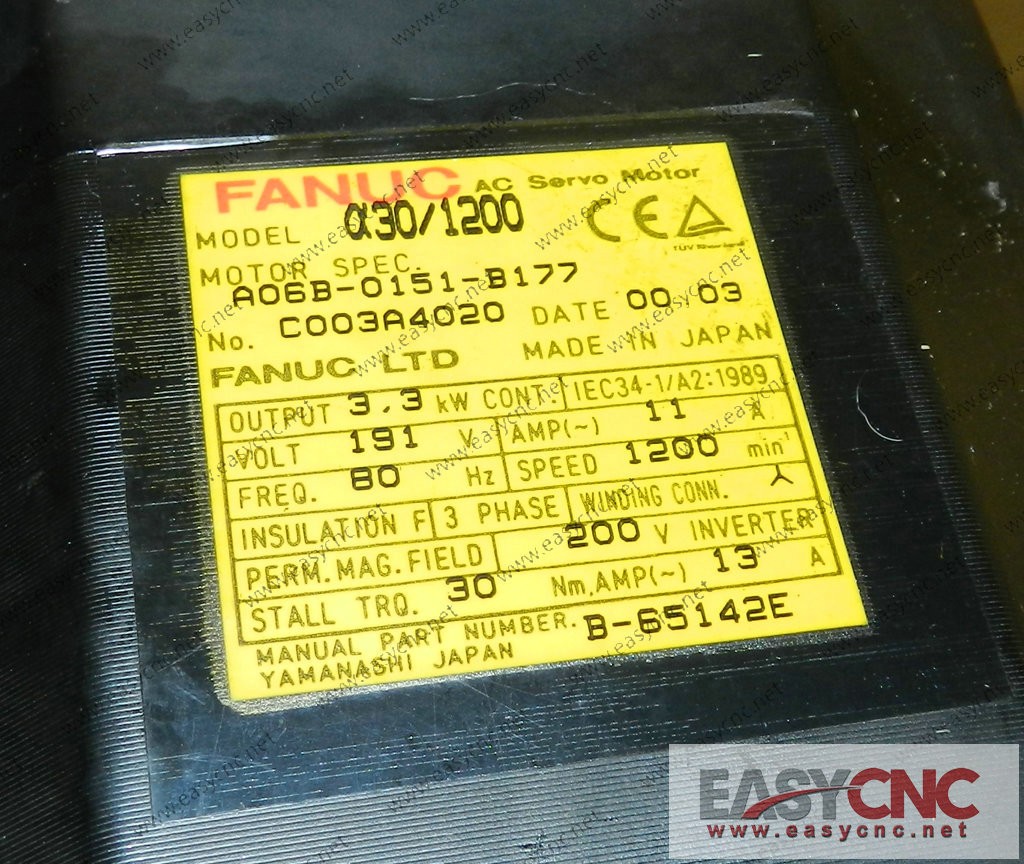 FANUC AC Servo Motor
MODEL α30/1200
CE TÜV Rheinland
MOTOR SPEC.
A06B-0151-B177
No. C003A4020 DATE 00.03
FANUC LTD MADE IN JAPAN
OUTPUT 3.3 kW CONT. IEC34-1/A2:1989
VOLT 191 V AMP(~) 11 A
FREQ. 80 Hz SPEED 1200 min-1
INSULATION F 3 PHASE WINDING CONN.
PERM.MAG.FIELD 200 V INVERTER
STALL TRQ. 30 Nm,AMP(~) 13 A
MANUAL PART NUMBER. B-65142E
YAMANASHI JAPAN
EASYCNC
www.easycnc.net